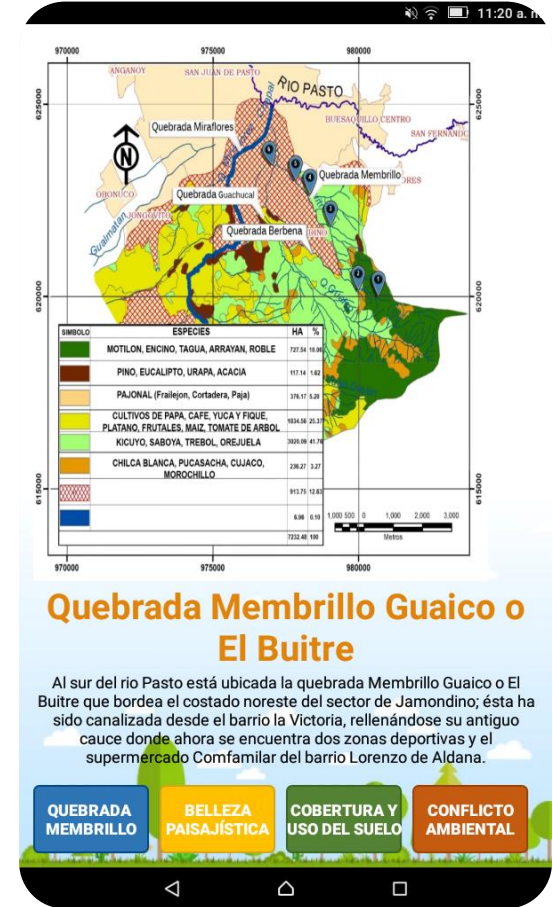 11:20 a.
970000
975000
980000
ANGANOY
SAN JUAN DE PASTO
RIO PASTO
625000
625000
BUESAQUILLO CENTRO
SAN FERNANDO
Quebrada Miraflores
N
Quebrada Membrillo
OBONUCO
Quebrada Guachucal
JONGOVITO
Gualmatan
Quebrada Berbena
620000
620000
SIMBOLO ESPECIES HA %
MOTILON, ENCINO, TAGUA, ARRAYAN, ROBLE 727.54 10.06
PINO, EUCALIPTO, URAPA, ACACIA 117.14 1.62
PAJONAL (Frailejon, Cortadera, Paja) 376.17 5.20
CULTIVOS DE PAPA, CAFE, YUCA Y FIQUE,
PLATANO, FRUTALES, MAIZ, TOMATE DE ARBOL 1834.58 25.37
KICUYO, SABOYA, TREBOL, OREJUELA 3020.09 41.76
CHILCA BLANCA, PUCASACHA, CUJACO,
MOROCHILLO 236.27 3.27
913.75 12.63
6.96 0.10
7232.48 100
615000
615000
1,000 500 0 1,000 2,000 3,000
Metros
970000
975000
980000
Quebrada Membrillo Guaico o
El Buitre
Al sur del rio Pasto está ubicada la quebrada Membrillo Guaico o El
Buitre que bordea el costado noreste del sector de Jamondino; ésta ha
sido canalizada desde el barrio la Victoria, rellenándose su antiguo
cauce donde ahora se encuentra dos zonas deportivas y el
supermercado Comfamilar del barrio Lorenzo de Aldana.
QUEBRADA
MEMBRILLO
BELLEZA
PAISAJÍSTICA
COBERTURA Y
USO DEL SUELO
CONFLICTO
AMBIENTAL